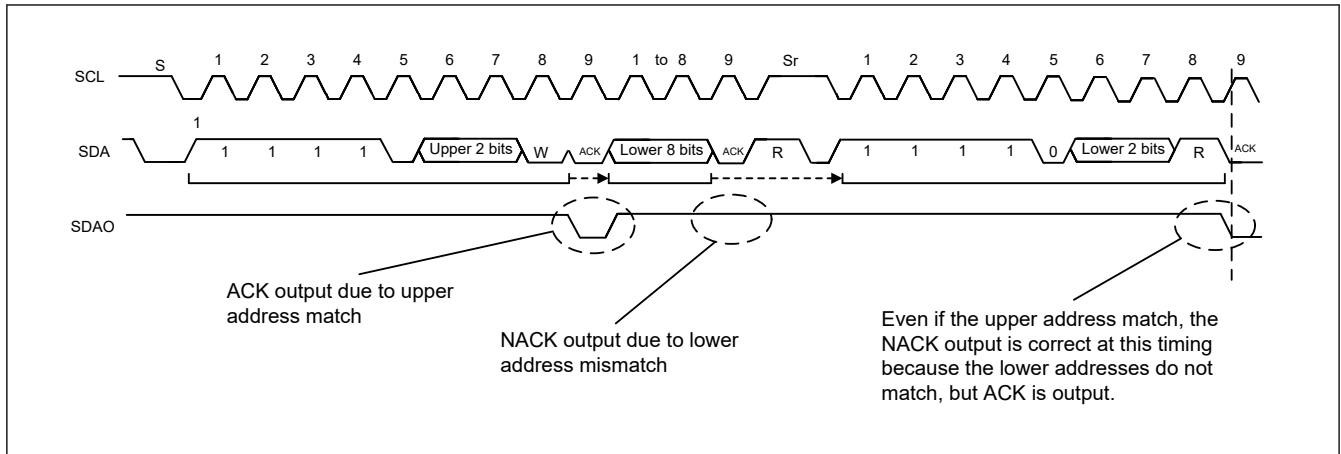 S 1 2 3 4 5 6 7 8 9 1 to 8 9 Sr 1 2 3 4 5 6 7 8 9
SCL
1
SDA 1 1 1 1 Upper 2 bits W ACK Lower 8 bits ACK R 1 1 1 1 0 Lower 2 bits R ACK
SDAO
ACK output due to upper
address match
NACK output due to lower
address mismatch
Even if the upper address match, the
NACK output is correct at this timing
because the lower addresses do not
match, but ACK is output.